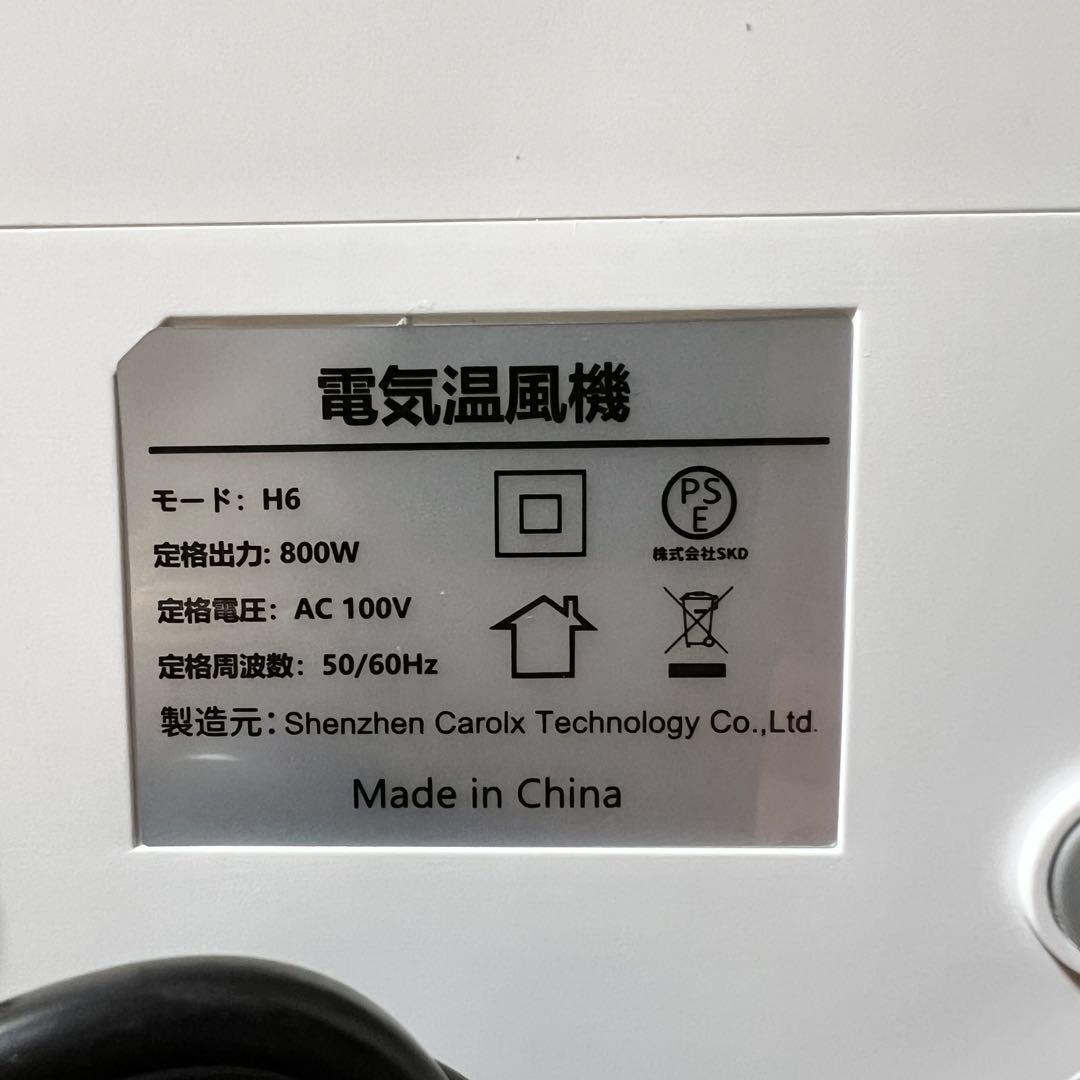 電気温風機
モード: H6
定格出力: 800W
定格電圧: AC 100V
定格周波数: 50/60Hz
製造元: Shenzhen Carolx Technology Co.,Ltd.
Made in China
PS
E
株式会社SKD